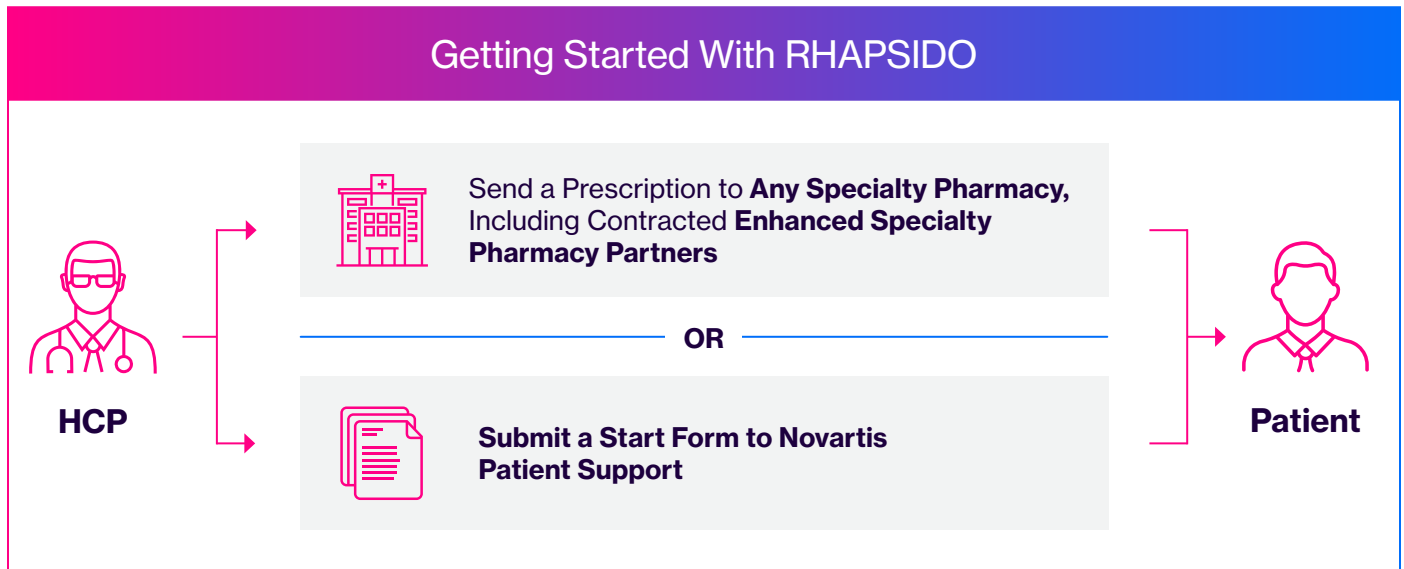 Getting Started With RHAPSIDO
Send a Prescription to Any Specialty Pharmacy,
Including Contracted Enhanced Specialty
Pharmacy Partners
HCP
OR
Patient
Submit a Start Form to Novartis
Patient Support